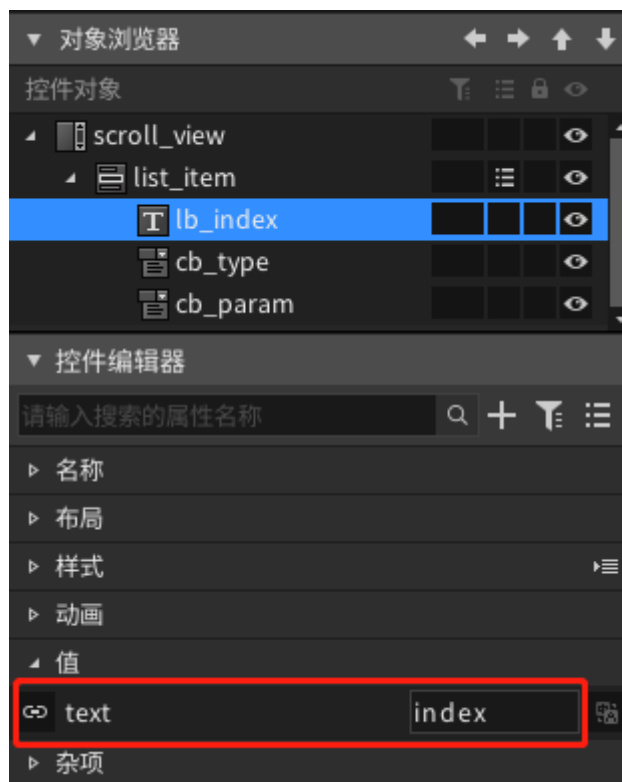 对象浏览器
控件对象
scroll_view
list_item
T lb_index
cb_type
cb_param
控件编辑器
请输入搜索的属性名称
名称
布局
样式
动画
值
text index
杂项